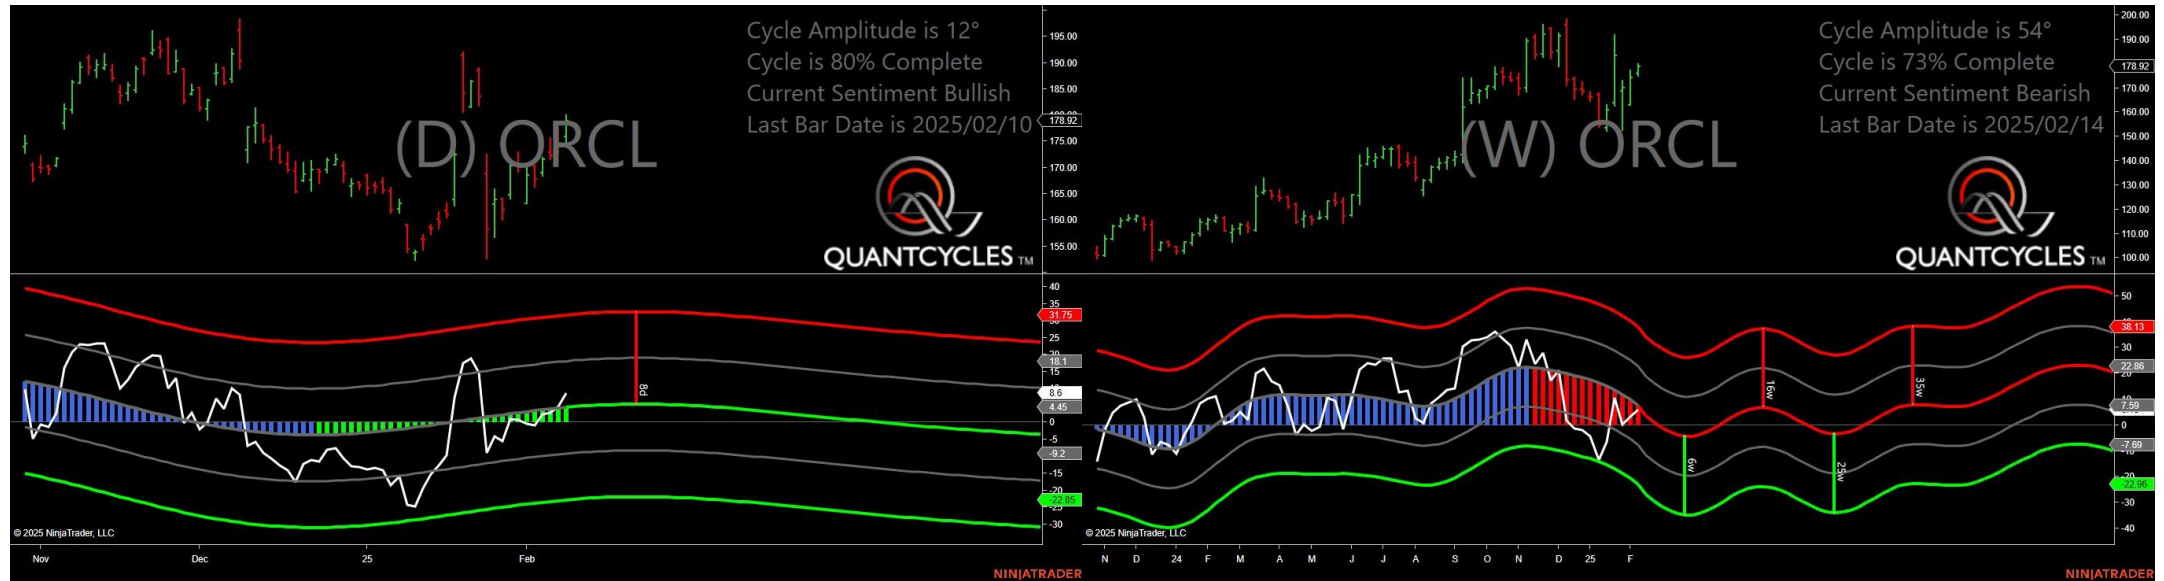 Cycle Amplitude is 12°
Cycle is 80% Complete
Current Sentiment Bullish
Last Bar Date is 2025/02/10
(D) ORCL
QUANTCYCLES TM
195.00
190.00
185.00
178.92
175.00
170.00
165.00
160.00
155.00
40
35
31.75
25
20
18.1
15
8.6
4.45
0
-5
-9.2
-15
-20
-22.85
-25
-30
8d
© 2025 NinjaTrader, LLC
Nov Dec 25 Feb
NINJATRADER
Cycle Amplitude is 54°
Cycle is 73% Complete
Current Sentiment Bearish
Last Bar Date is 2025/02/14
(W) ORCL
QUANTCYCLES TM
200.00
190.00
178.92
170.00
160.00
150.00
140.00
130.00
120.00
110.00
100.00
50
38.13
30
22.86
20
7.59
0
-7.69
-10
-20
-22.96
-30
-40
6w
16w
25w
35w
© 2025 NinjaTrader, LLC
N D 24 F M A M J J A S O N D 25 F
NINJATRADER